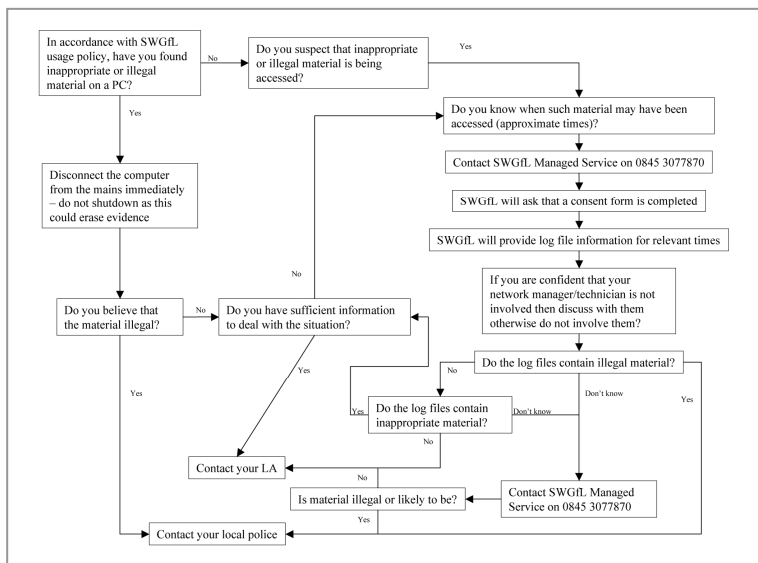 In accordance with SWGfL
usage policy, have you found
inappropriate or illegal
material on a PC?
No
Do you suspect that inappropriate
or illegal material is being
accessed?
Yes
Yes
Do you know when such material may have been
accessed (approximate times)?
Contact SWGfL Managed Service on 0845 3077870
SWGfL will ask that a consent form is completed
SWGfL will provide log file information for relevant times
Disconnect the computer
from the mains immediately
– do not shutdown as this
could erase evidence
No
If you are confident that your
network manager/technician is not
involved then discuss with them
otherwise do not involve them?
Do you believe that
the material illegal?
No
Do you have sufficient information
to deal with the situation?
Do the log files contain illegal material?
Yes
Yes
No
Don't know
Yes
Yes
Do the log files contain
inappropriate material?
Don't know
No
Contact your LA
No
Is material illegal or likely to be?
Contact SWGfL Managed
Service on 0845 3077870
Yes
Contact your local police